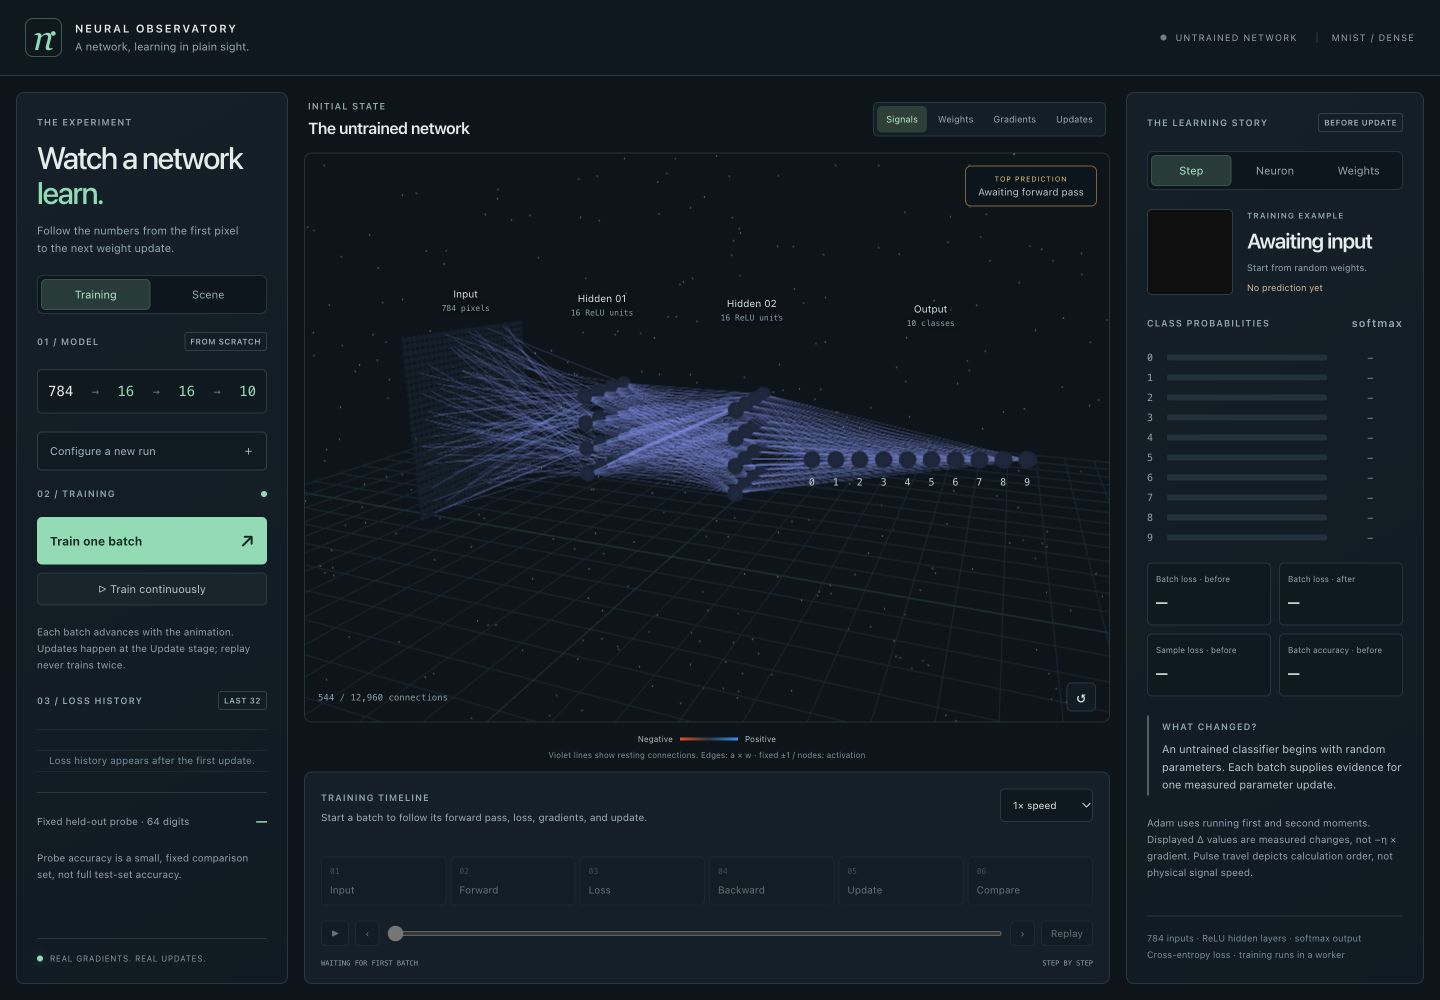 n
NEURAL OBSERVATORY
A network, learning in plain sight.
UNTRAINED NETWORK
MNIST / DENSE
THE EXPERIMENT
Watch a network
learn.
Follow the numbers from the first pixel
to the next weight update.
Training
Scene
01 / MODEL
FROM SCRATCH
784 → 16 → 16 → 10
Configure a new run +
02 / TRAINING
Train one batch
Train continuously
Each batch advances with the animation.
Updates happen at the Update stage; replay
never trains twice.
03 / LOSS HISTORY
LAST 32
Loss history appears after the first update.
Fixed held-out probe · 64 digits —
Probe accuracy is a small, fixed comparison
set, not full test-set accuracy.
REAL GRADIENTS. REAL UPDATES.
INITIAL STATE
The untrained network
Signals
Weights
Gradients
Updates
TOP PREDICTION
Awaiting forward pass
Input
784 pixels
Hidden 01
16 ReLU units
Hidden 02
16 ReLU units
Output
10 classes
0 1 2 3 4 5 6 7 8 9
544 / 12,960 connections
↺
Negative
Positive
Violet lines show resting connections. Edges: a × w · fixed ±1 / nodes: activation
TRAINING TIMELINE
Start a batch to follow its forward pass, loss, gradients, and update.
1× speed
01
Input
02
Forward
03
Loss
04
Backward
05
Update
06
Compare
‹
›
Replay
WAITING FOR FIRST BATCH
STEP BY STEP
THE LEARNING STORY
BEFORE UPDATE
Step
Neuron
Weights
TRAINING EXAMPLE
Awaiting input
Start from random weights.
No prediction yet
CLASS PROBABILITIES
softmax
0 –
1 –
2 –
3 –
4 –
5 –
6 –
7 –
8 –
9 –
Batch loss · before
—
Batch loss · after
—
Sample loss · before
—
Batch accuracy · before
—
WHAT CHANGED?
An untrained classifier begins with random
parameters. Each batch supplies evidence for
one measured parameter update.
Adam uses running first and second moments.
Displayed Δ values are measured changes, not −η ×
gradient. Pulse travel depicts calculation order, not
physical signal speed.
784 inputs · ReLU hidden layers · softmax output
Cross-entropy loss · training runs in a worker